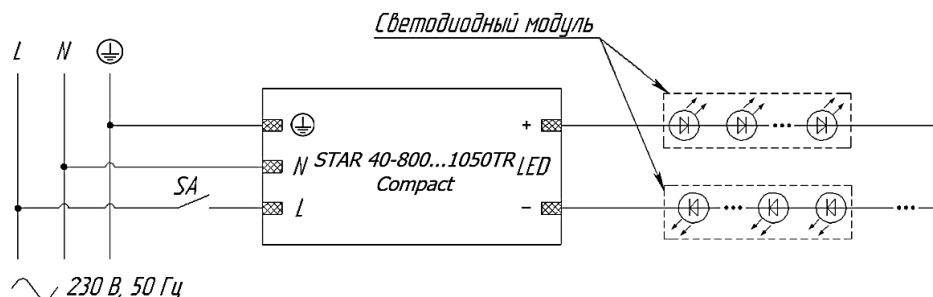 Светодиодный модуль
L N
+
N STAR 40-800...1050TR LED
Compact
SA
L
−
230 В, 50 Гц